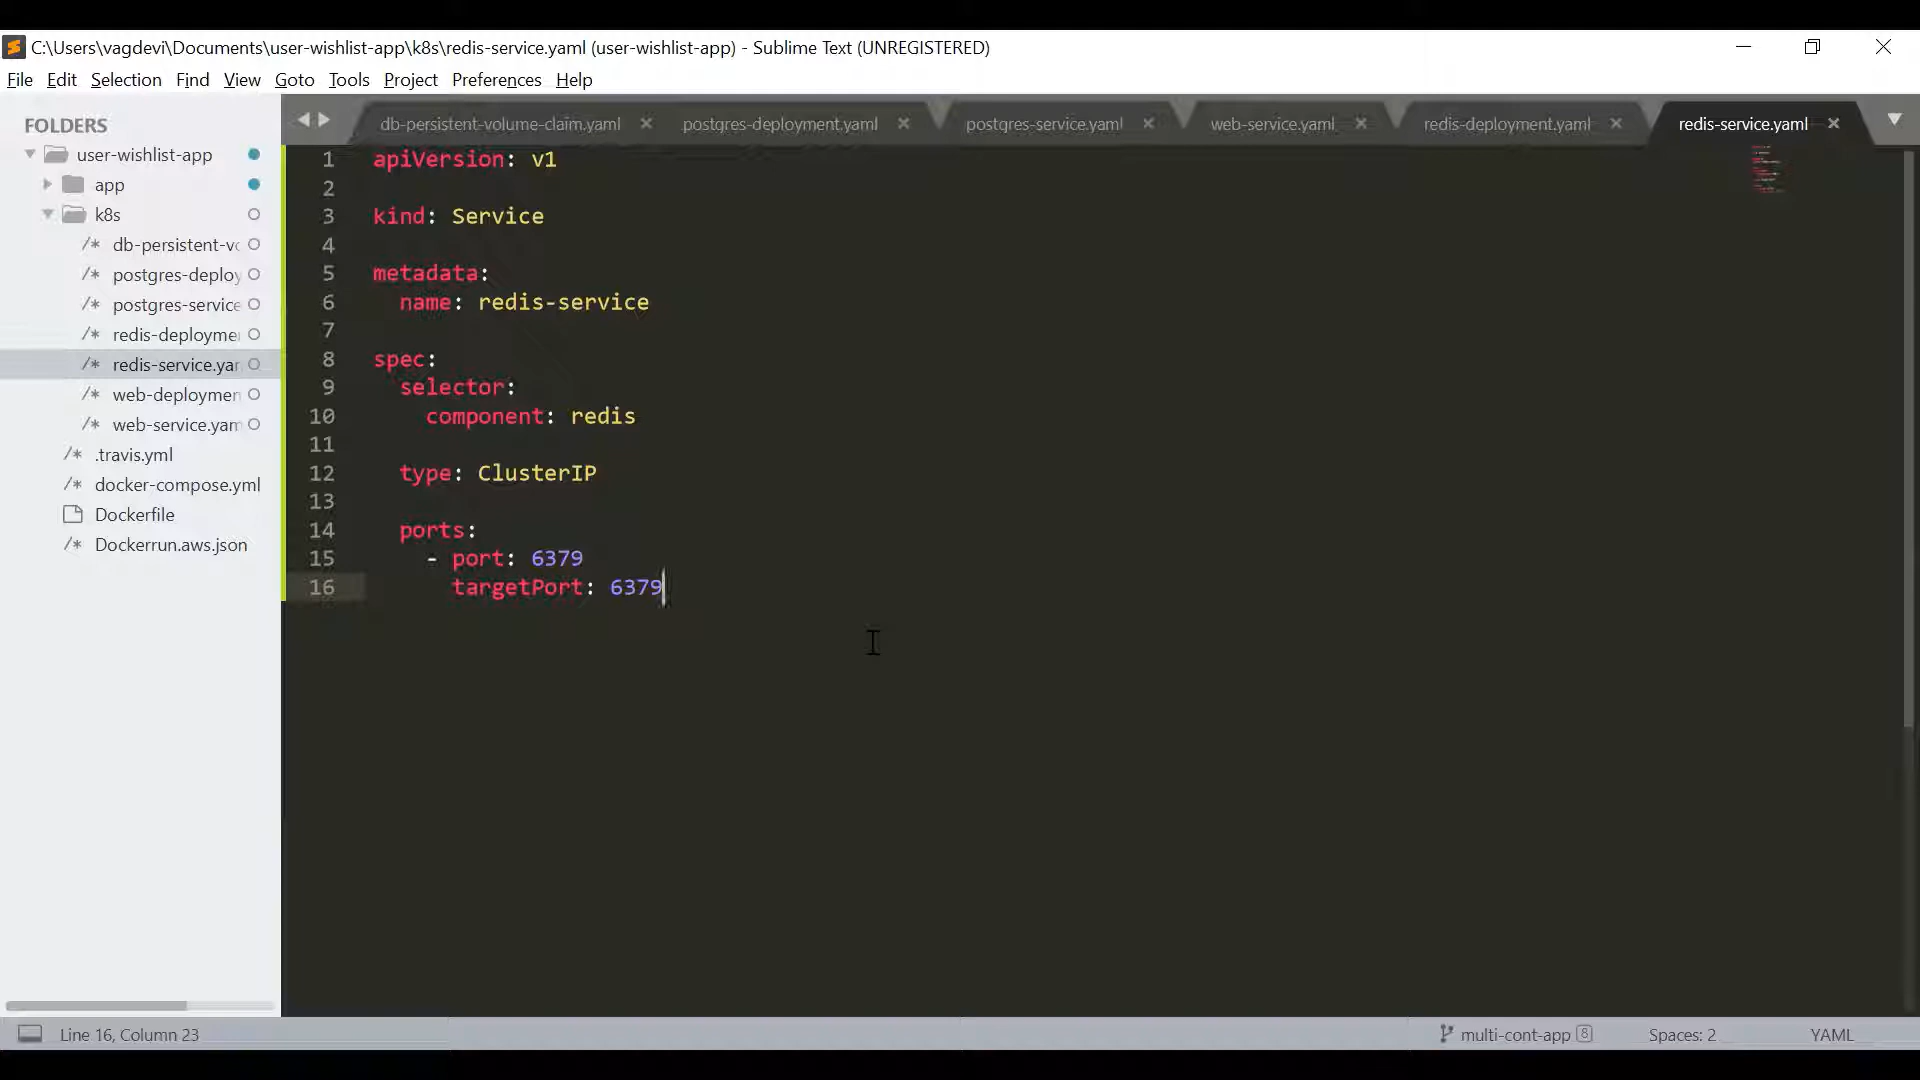 C:\Users\vagdevi\Documents\user-wishlist-app\k8s\redis-service.yaml (user-wishlist-app) - Sublime Text (UNREGISTERED)
File Edit Selection Find View Goto Tools Project Preferences Help
FOLDERS
user-wishlist-app
app
k8s
/* db-persistent-vo
/* postgres-deploy
/* postgres-service
/* redis-deployme
/* redis-service.yar
/* web-deploymen
/* web-service.yam
/* .travis.yml
/* docker-compose.yml
Dockerfile
/* Dockerrun.aws.json
db-persistent-volume-claim.yaml postgres-deployment.yaml postgres-service.yaml web-service.yaml redis-deployment.yaml redis-service.yaml
1 apiVersion: v1
2
3 kind: Service
4
5 metadata:
6   name: redis-service
7
8 spec:
9   selector:
10     component: redis
11
12   type: ClusterIP
13
14   ports:
15     - port: 6379
16       targetPort: 6379
Line 16, Column 23 multi-cont-app 8 Spaces: 2 YAML